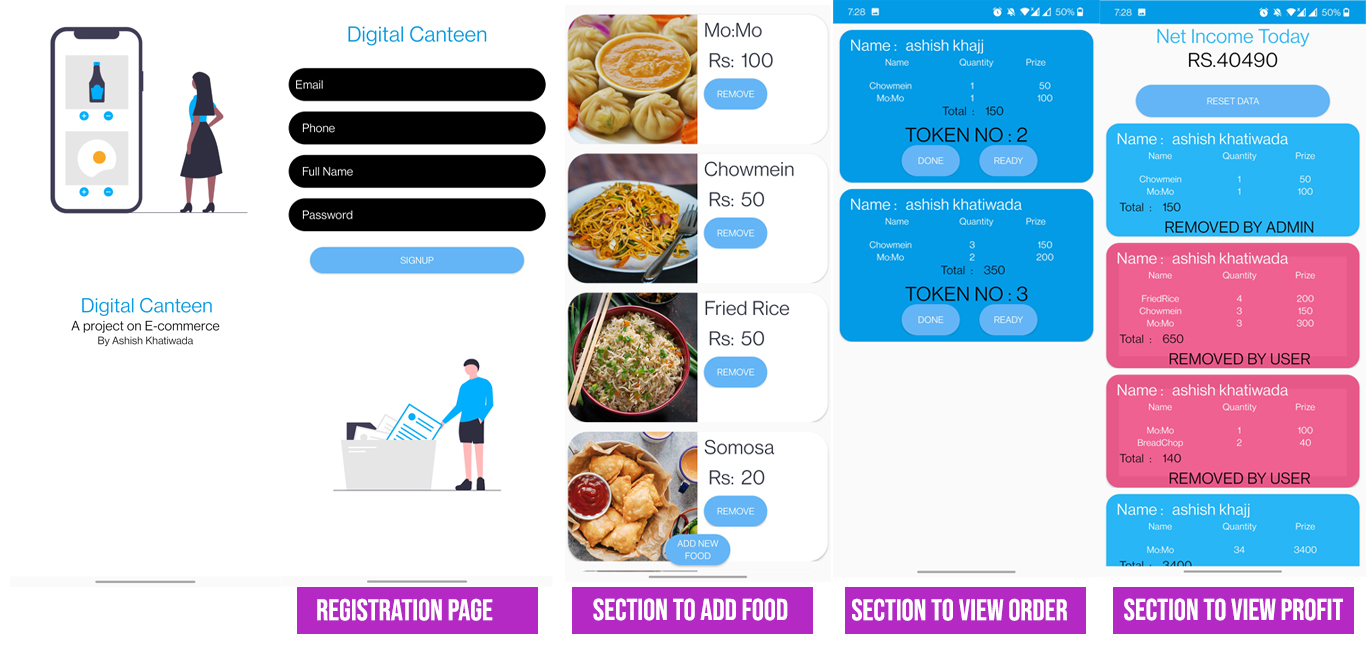 Digital Canteen
A project on E-commerce
By Ashish Khatiwada
Digital Canteen
Email
Phone
Full Name
Password
SIGNUP
REGISTRATION PAGE
Mo:Mo
Rs: 100
REMOVE
Chowmein
Rs: 50
REMOVE
Fried Rice
Rs: 50
REMOVE
Somosa
Rs: 20
REMOVE
ADD NEW
FOOD
SECTION TO ADD FOOD
7:28 50%
Name : ashish khajj
Name Quantity Prize
Chowmein 1 50
Mo:Mo 1 100
Total : 150
TOKEN NO : 2
DONE READY
Name : ashish khatiwada
Name Quantity Prize
Chowmein 3 150
Mo:Mo 2 200
Total : 350
TOKEN NO : 3
DONE READY
SECTION TO VIEW ORDER
7:28 50%
Net Income Today
RS.40490
RESET DATA
Name : ashish khatiwada
Name Quantity Prize
Chowmein 1 50
Mo:Mo 1 100
Total : 150
REMOVED BY ADMIN
Name : ashish khatiwada
Name Quantity Prize
FriedRice 4 200
Chowmein 3 150
Mo:Mo 3 300
Total : 650
REMOVED BY USER
Name : ashish khatiwada
Name Quantity Prize
Mo:Mo 1 100
BreadChop 2 40
Total : 140
REMOVED BY USER
Name : ashish khajj
Name Quantity Prize
Mo:Mo 34 3400
Total : 3400
SECTION TO VIEW PROFIT